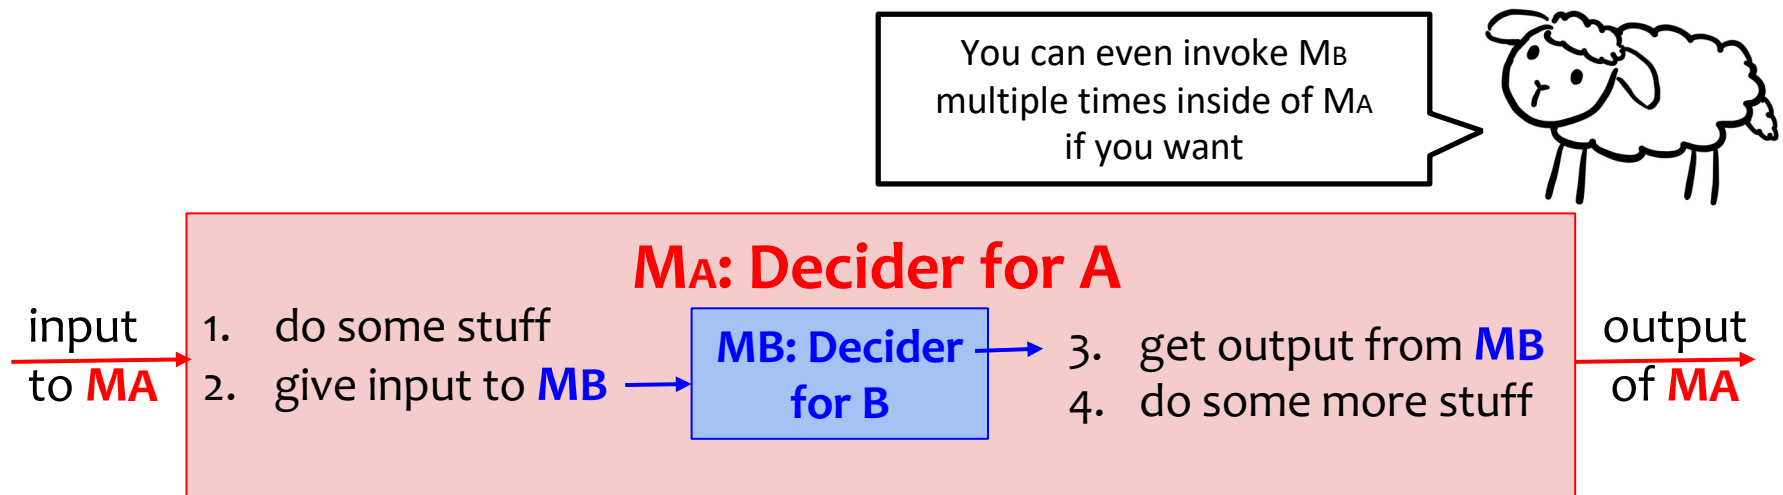 You can even invoke MB
multiple times inside of MA
if you want
MA: Decider for A
input
to MA
1. do some stuff
2. give input to MB
MB: Decider
for B
3. get output from MB
4. do some more stuff
output
of MA